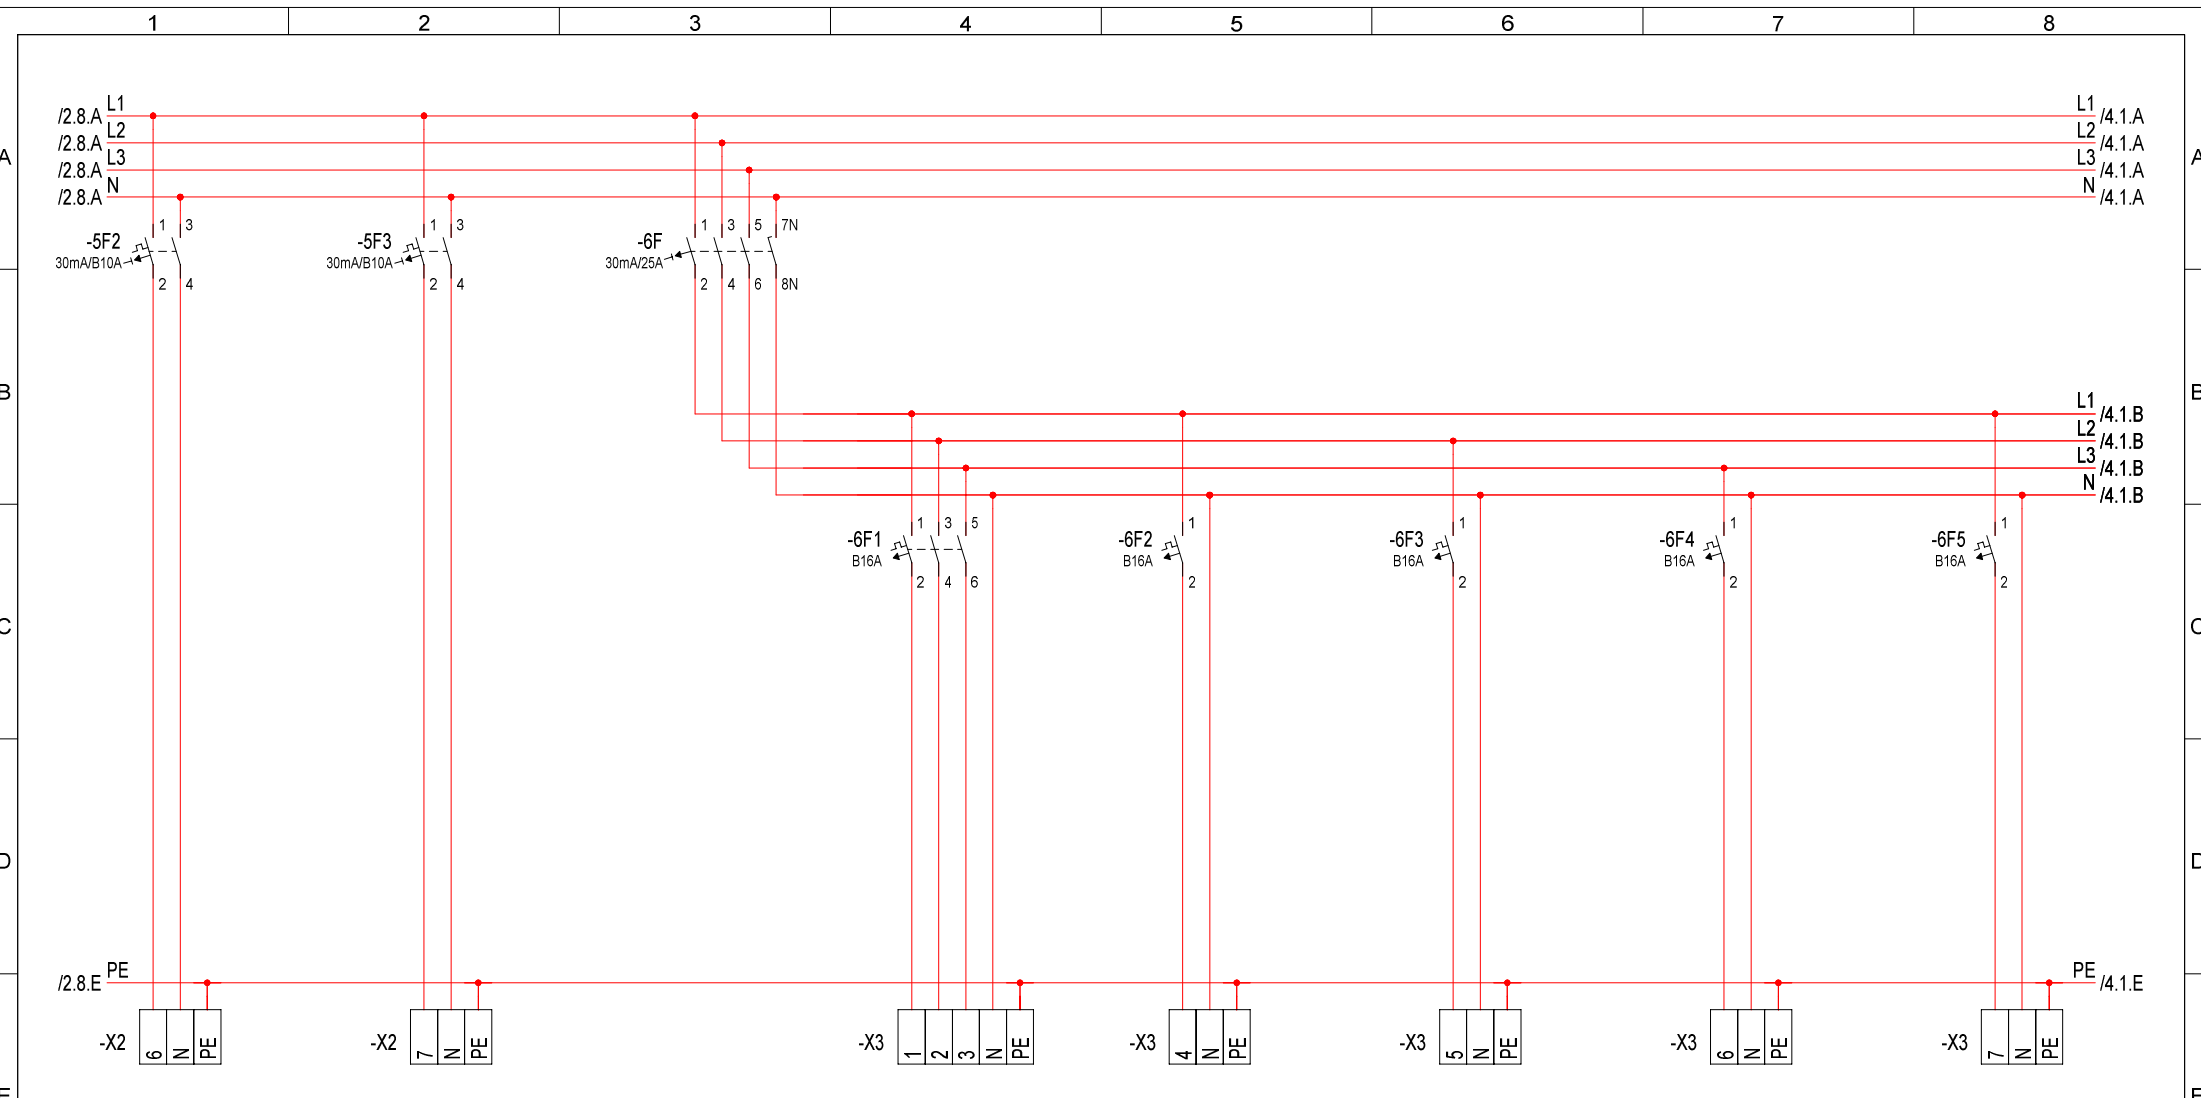 1 2 3 4 5 6 7 8
L1 L1
/2.8.A /4.1.A
L2 L2
/2.8.A /4.1.A
A L3 L3 A
/2.8.A /4.1.A
N N
/2.8.A /4.1.A
1 3 1 3 1 3 5 7N
-5F2 -5F3 -6F
30mA/B10A 30mA/B10A 30mA/25A
2 4 2 4 2 4 6 8N
B L1 /4.1.B B
L2 /4.1.B
L3 /4.1.B
N /4.1.B
1 3 5 1 1 1 1
-6F1 -6F2 -6F3 -6F4 -6F5
B16A B16A B16A B16A B16A
2 4 6 2 2 2 2
C C
D D
PE PE
/2.8.E /4.1.E
-X2 6 N PE -X2 7 N PE -X3 1 2 3 N PE -X3 4 N PE -X3 5 N PE -X3 6 N PE -X3 7 N PE